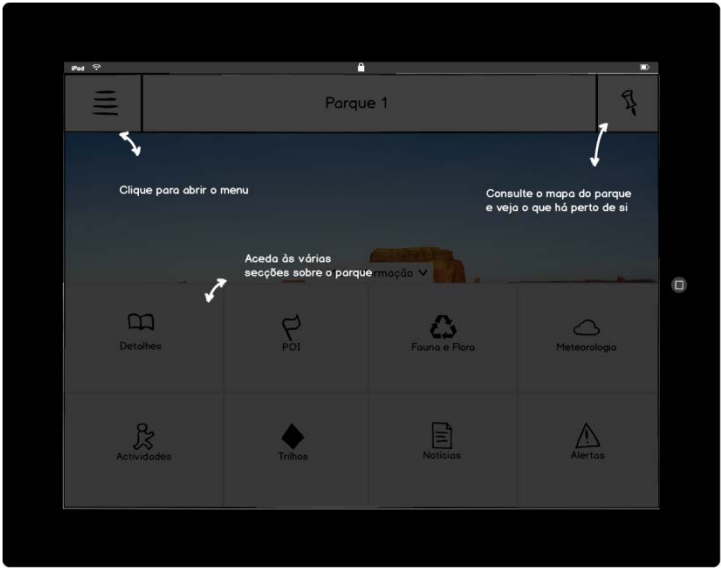 iPad
Parque 1
Clique para abrir o menu
Consulte o mapa do parque
e veja o que há perto de si
Aceda às várias
secções sobre o parque
rmação
Detalhes
POI
Fauna e Flora
Meteorologia
Actividades
Trilhos
Notícias
Alertas